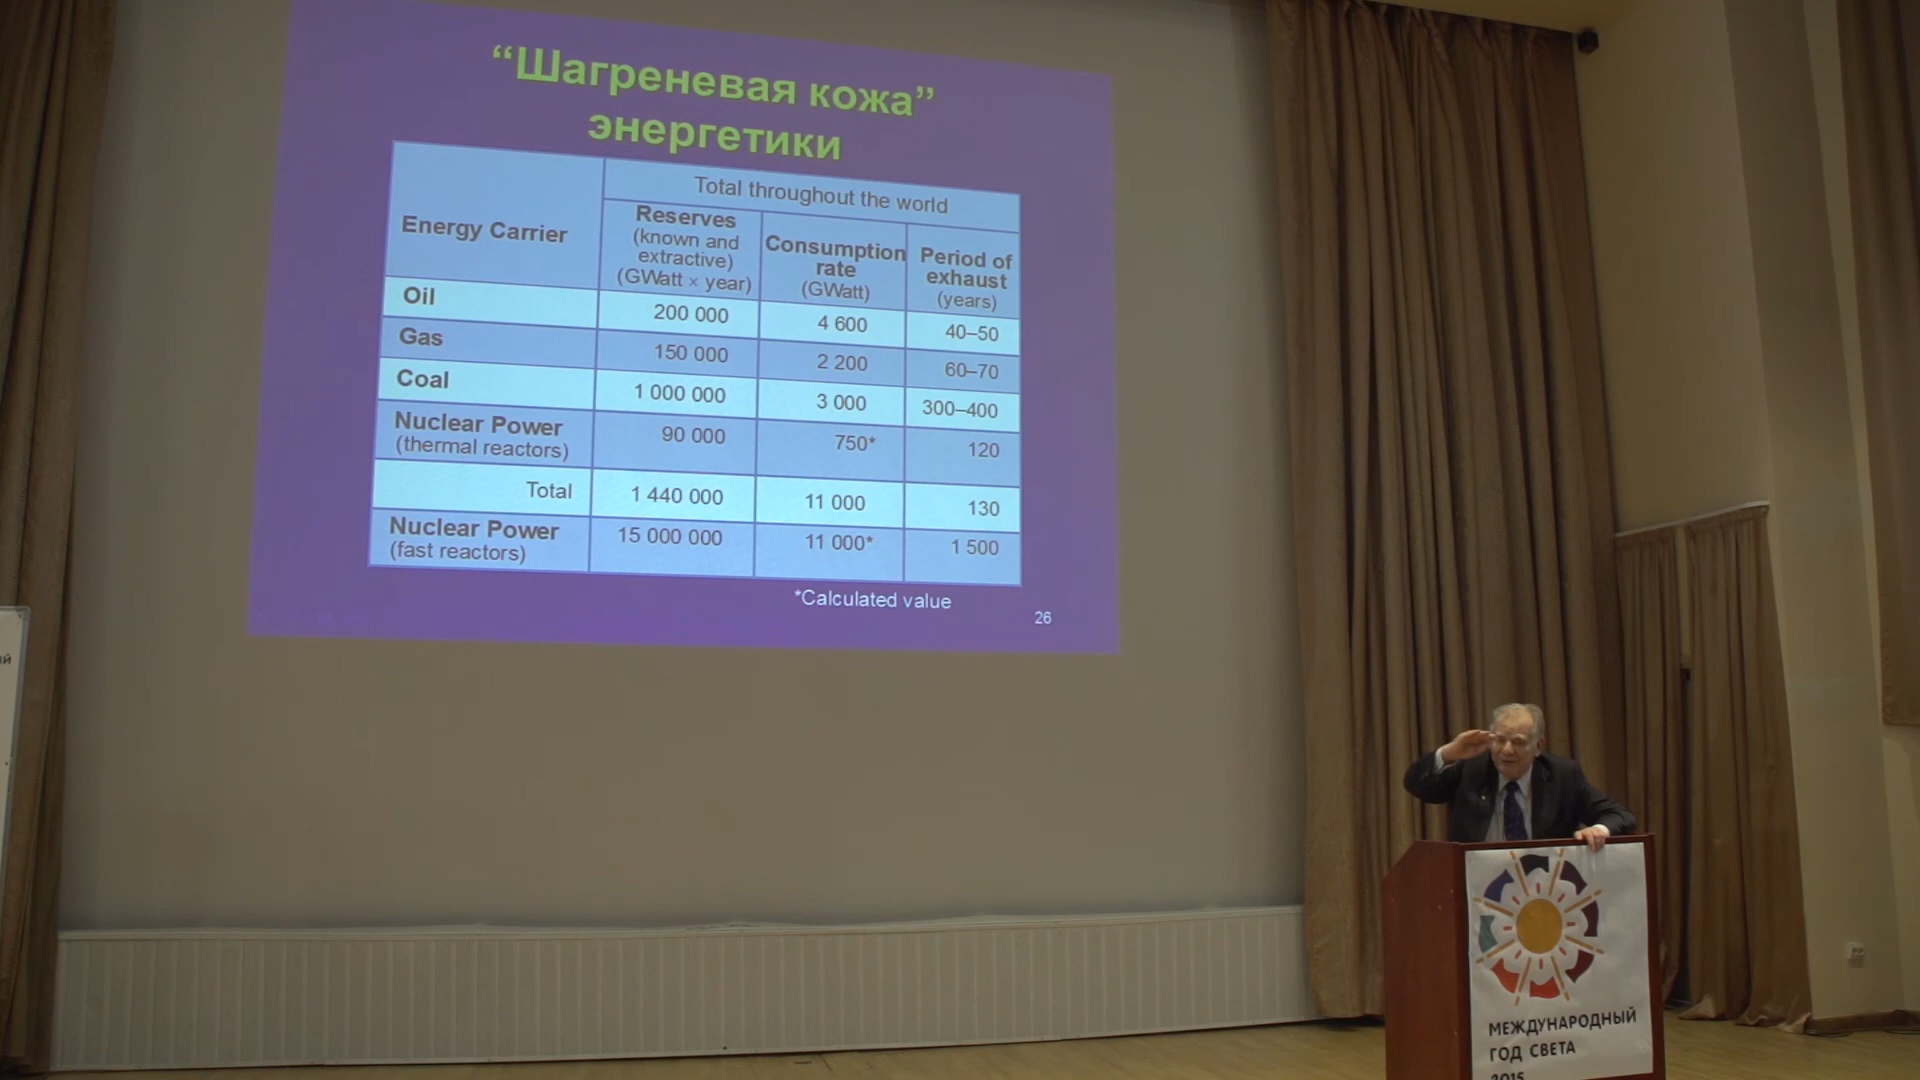 “Шагреневая кожа”
энергетики
Energy Carrier
Total throughout the world
Reserves
(known and
extractive)
(GWatt × year)
Consumption
rate
(GWatt)
Period of
exhaust
(years)
Oil
200 000
4 600
40–50
Gas
150 000
2 200
60–70
Coal
1 000 000
3 000
300–400
Nuclear Power
(thermal reactors)
90 000
750*
120
Total
1 440 000
11 000
130
Nuclear Power
(fast reactors)
15 000 000
11 000*
1 500
*Calculated value
26
МЕЖДУНАРОДНЫЙ
ГОД СВЕТА
2015